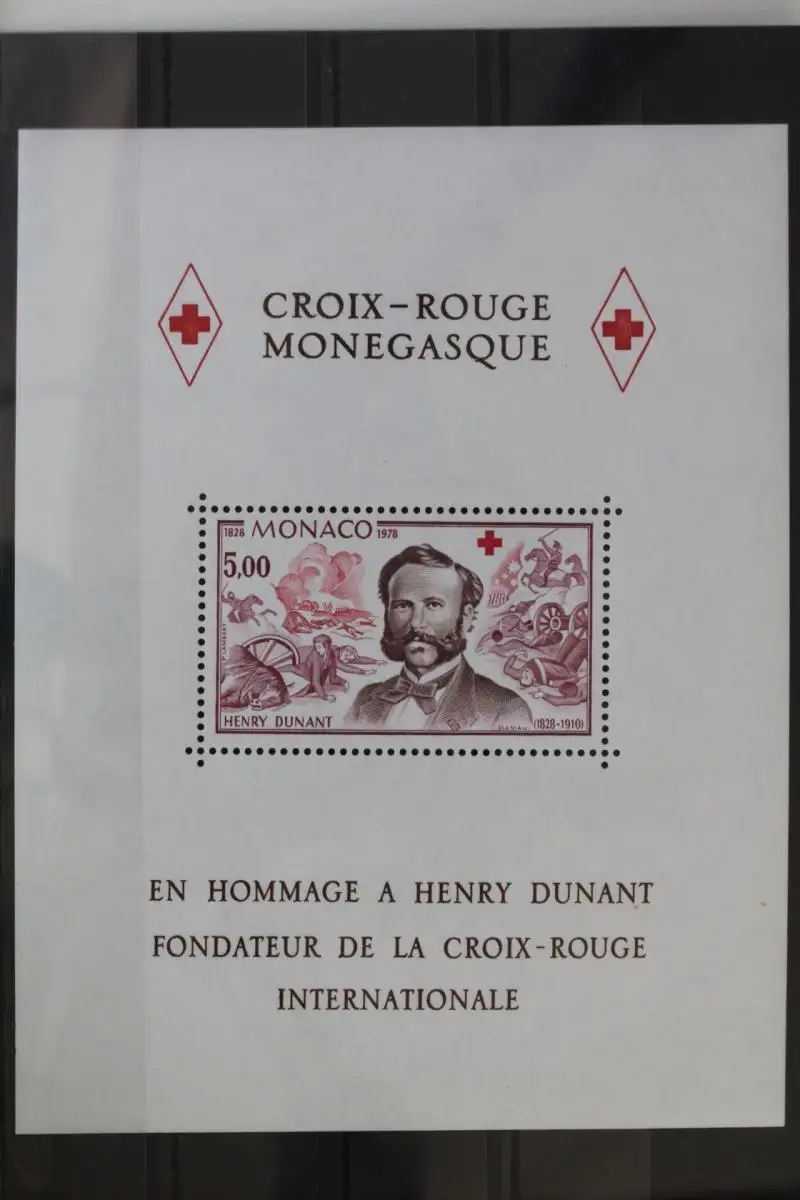 CROIX-ROUGE
MONEGASQUE
1828 MONACO 1978
5,00
P. LAMBERT
HENRY DUNANT
(1828-1910)
EN HOMMAGE A HENRY DUNANT
FONDATEUR DE LA CROIX-ROUGE
INTERNATIONALE